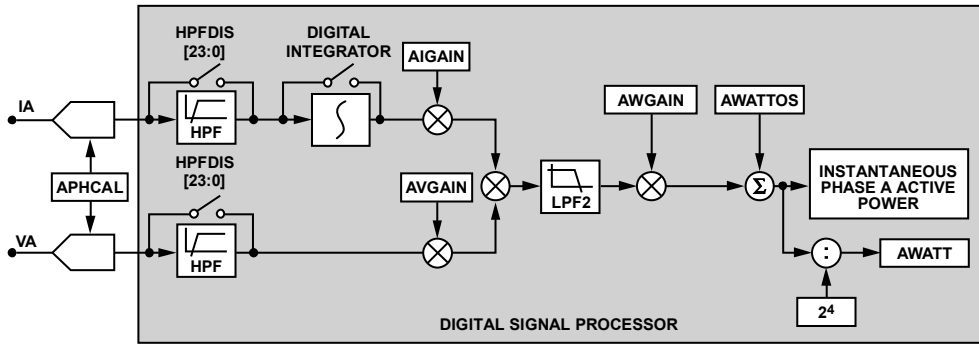 HPFDIS
[23:0]
DIGITAL
INTEGRATOR
AIGAIN
IA
HPF
AWGAIN
AWATTOS
HPFDIS
[23:0]
APHCAL
AVGAIN
LPF2
Σ
INSTANTANEOUS
PHASE A ACTIVE
POWER
VA
HPF
:
AWATT
2⁴
DIGITAL SIGNAL PROCESSOR